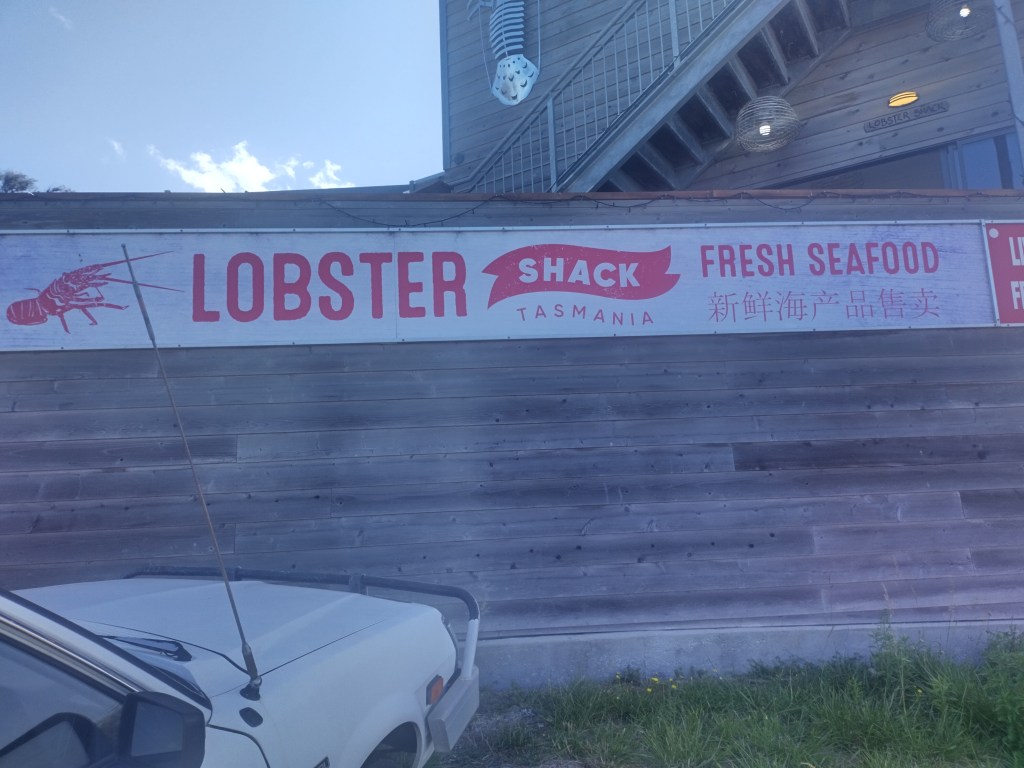 LOBSTER SHACK
LOBSTER SHACK TASMANIA
FRESH SEAFOOD
新鲜海产品售卖